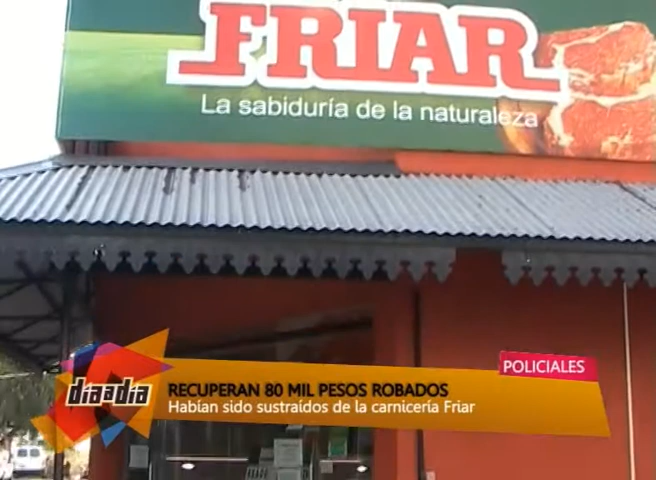 FRIAR
La sabiduría de la naturaleza
POLICIALES
díaadía
RECUPERAN 80 MIL PESOS ROBADOS
Habían sido sustraídos de la carnicería Friar